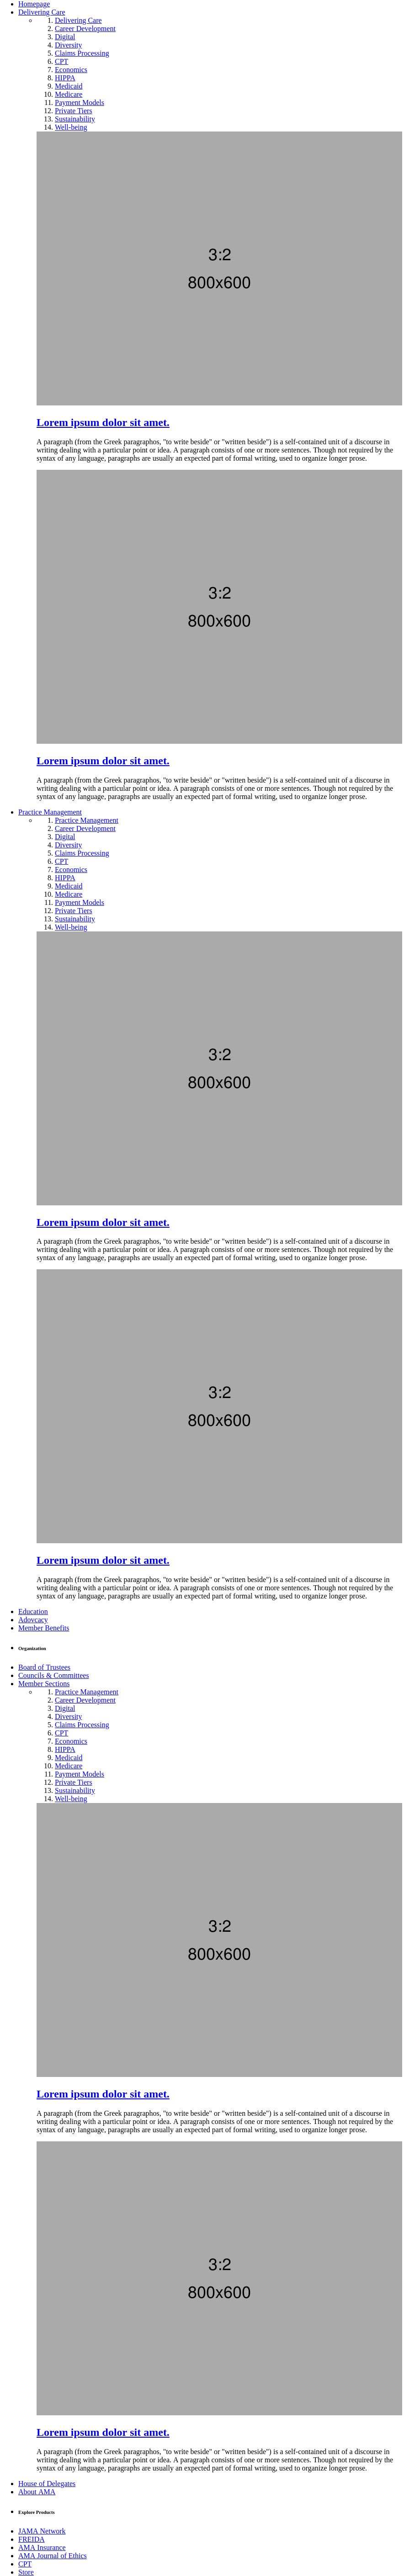 Homepage
Delivering Care
1. Delivering Care
2. Career Development
3. Digital
4. Diversity
5. Claims Processing
6. CPT
7. Economics
8. HIPPA
9. Medicaid
10. Medicare
11. Payment Models
12. Private Tiers
13. Sustainability
14. Well-being
3:2
800x600
Lorem ipsum dolor sit amet.
A paragraph (from the Greek paragraphos, "to write beside" or "written beside") is a self-contained unit of a discourse in
writing dealing with a particular point or idea. A paragraph consists of one or more sentences. Though not required by the
syntax of any language, paragraphs are usually an expected part of formal writing, used to organize longer prose.
3:2
800x600
Lorem ipsum dolor sit amet.
A paragraph (from the Greek paragraphos, "to write beside" or "written beside") is a self-contained unit of a discourse in
writing dealing with a particular point or idea. A paragraph consists of one or more sentences. Though not required by the
syntax of any language, paragraphs are usually an expected part of formal writing, used to organize longer prose.
Practice Management
1. Practice Management
2. Career Development
3. Digital
4. Diversity
5. Claims Processing
6. CPT
7. Economics
8. HIPPA
9. Medicaid
10. Medicare
11. Payment Models
12. Private Tiers
13. Sustainability
14. Well-being
3:2
800x600
Lorem ipsum dolor sit amet.
A paragraph (from the Greek paragraphos, "to write beside" or "written beside") is a self-contained unit of a discourse in
writing dealing with a particular point or idea. A paragraph consists of one or more sentences. Though not required by the
syntax of any language, paragraphs are usually an expected part of formal writing, used to organize longer prose.
3:2
800x600
Lorem ipsum dolor sit amet.
A paragraph (from the Greek paragraphos, "to write beside" or "written beside") is a self-contained unit of a discourse in
writing dealing with a particular point or idea. A paragraph consists of one or more sentences. Though not required by the
syntax of any language, paragraphs are usually an expected part of formal writing, used to organize longer prose.
Education
Adovcacy
Member Benefits
Organization
Board of Trustees
Councils & Committees
Member Sections
1. Practice Management
2. Career Development
3. Digital
4. Diversity
5. Claims Processing
6. CPT
7. Economics
8. HIPPA
9. Medicaid
10. Medicare
11. Payment Models
12. Private Tiers
13. Sustainability
14. Well-being
3:2
800x600
Lorem ipsum dolor sit amet.
A paragraph (from the Greek paragraphos, "to write beside" or "written beside") is a self-contained unit of a discourse in
writing dealing with a particular point or idea. A paragraph consists of one or more sentences. Though not required by the
syntax of any language, paragraphs are usually an expected part of formal writing, used to organize longer prose.
3:2
800x600
Lorem ipsum dolor sit amet.
A paragraph (from the Greek paragraphos, "to write beside" or "written beside") is a self-contained unit of a discourse in
writing dealing with a particular point or idea. A paragraph consists of one or more sentences. Though not required by the
syntax of any language, paragraphs are usually an expected part of formal writing, used to organize longer prose.
House of Delegates
About AMA
Explore Products
JAMA Network
FREIDA
AMA Insurance
AMA Journal of Ethics
CPT
Store